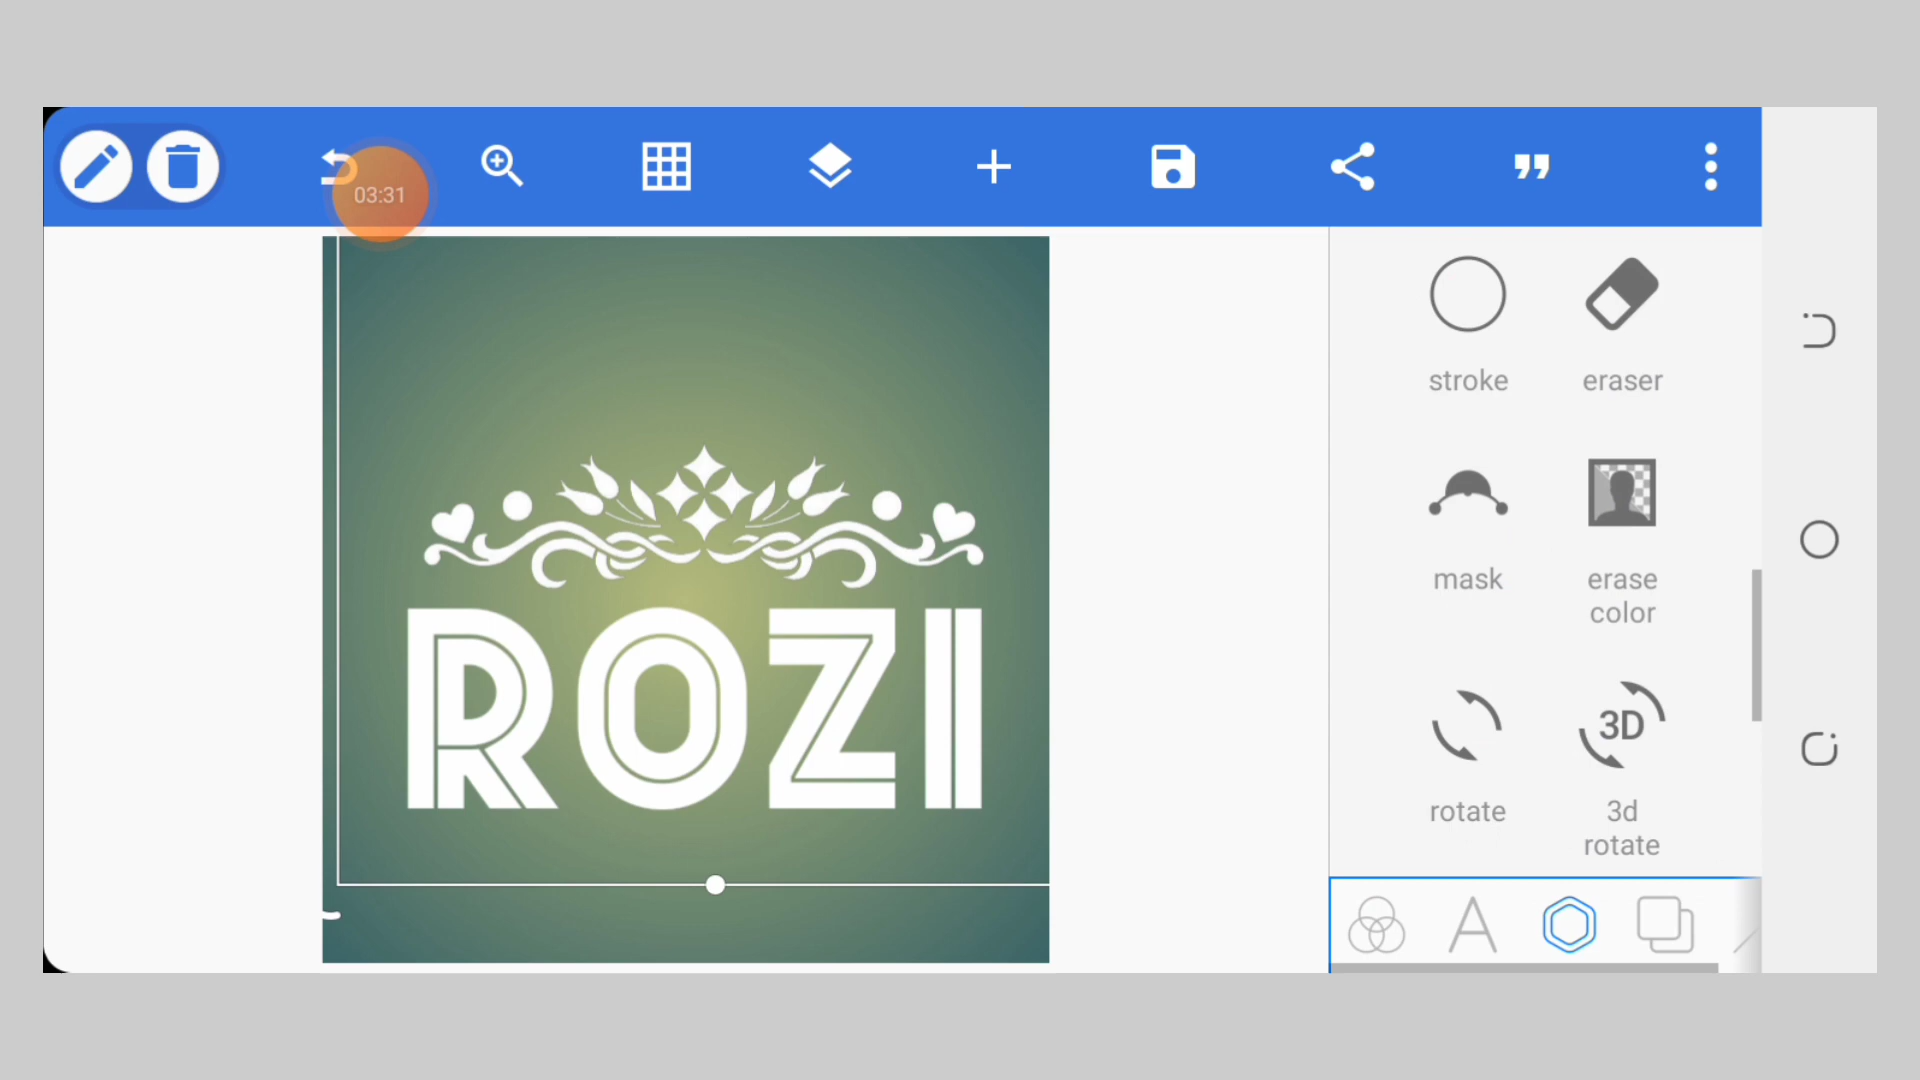 03:31
stroke
eraser
mask
erase
color
3D
rotate
3d
rotate
ROZI